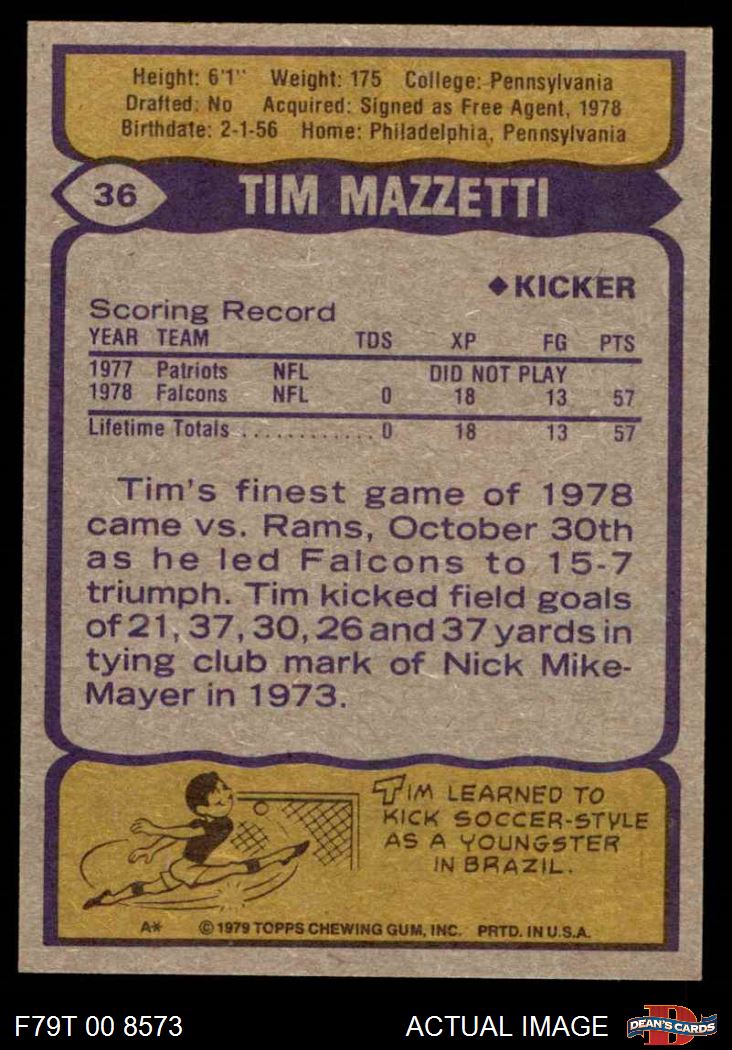 Height: 6'1" Weight: 175 College: Pennsylvania
Drafted: No Acquired: Signed as Free Agent, 1978
Birthdate: 2-1-56 Home: Philadelphia, Pennsylvania
36 TIM MAZZETTI
◆KICKER
Scoring Record
YEAR TEAM TDS XP FG PTS
1977 Patriots NFL DID NOT PLAY
1978 Falcons NFL 0 18 13 57
Lifetime Totals ............ 0 18 13 57
Tim's finest game of 1978
came vs. Rams, October 30th
as he led Falcons to 15-7
triumph. Tim kicked field goals
of 21, 37, 30, 26 and 37 yards in
tying club mark of Nick Mike-
Mayer in 1973.
TIM LEARNED TO
KICK SOCCER-STYLE
AS A YOUNGSTER
IN BRAZIL.
A* © 1979 TOPPS CHEWING GUM, INC. PRTD. IN U.S.A.
F79T 00 8573 ACTUAL IMAGE D DEAN'S CARDS